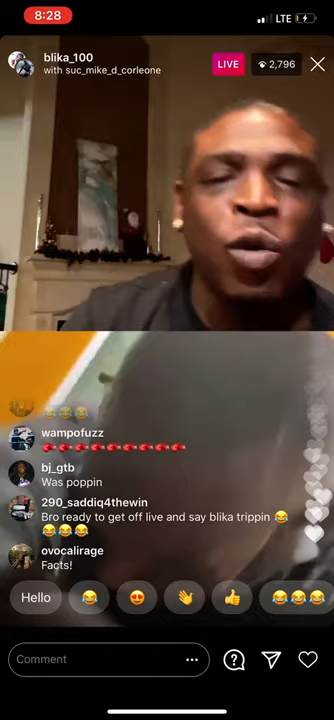 8:28
LTE
blika_100
with suc_mike_d_corleone
LIVE
2,796
😂😂😂
wampofuzz
bj_gtb
Was poppin
290_saddiq4thewin
Bro ready to get off live and say blika trippin 😂
😂😂😂
ovocalirage
Facts!
Hello 😂 😍 👋 👍 😂😂😂
Comment